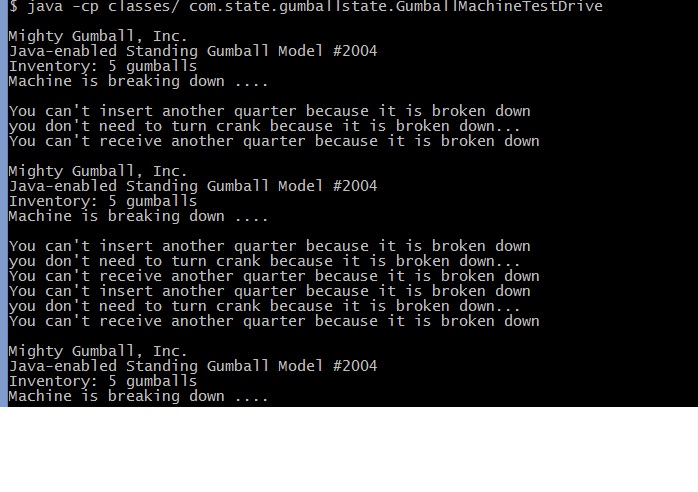 $ java -cp classes/ com.state.gumballstate.GumballMachineTestDrive
Mighty Gumball, Inc.
Java-enabled Standing Gumball Model #2004
Inventory: 5 gumballs
Machine is breaking down ....
You can't insert another quarter because it is broken down
you don't need to turn crank because it is broken down...
You can't receive another quarter because it is broken down
Mighty Gumball, Inc.
Java-enabled Standing Gumball Model #2004
Inventory: 5 gumballs
Machine is breaking down ....
You can't insert another quarter because it is broken down
you don't need to turn crank because it is broken down...
You can't receive another quarter because it is broken down
You can't insert another quarter because it is broken down
you don't need to turn crank because it is broken down...
You can't receive another quarter because it is broken down
Mighty Gumball, Inc.
Java-enabled Standing Gumball Model #2004
Inventory: 5 gumballs
Machine is breaking down ....